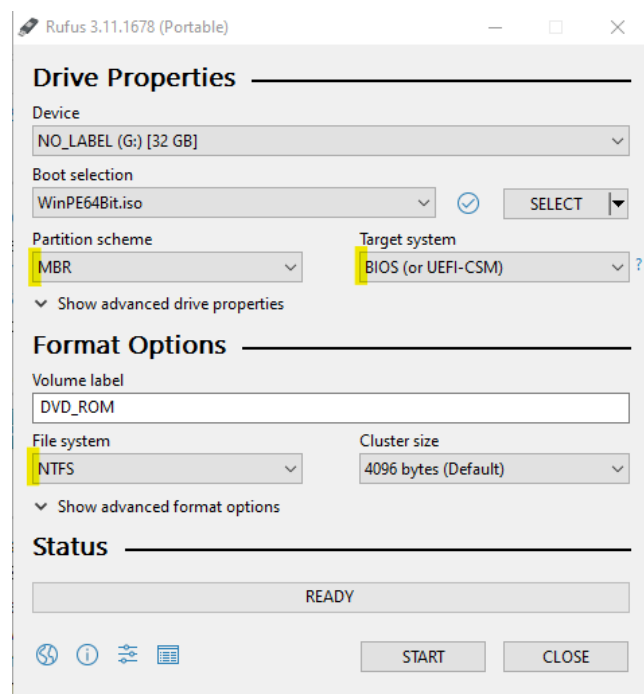 Rufus 3.11.1678 (Portable)
Drive Properties
Device
NO_LABEL (G:) [32 GB]
Boot selection
WinPE64Bit.iso
SELECT
Partition scheme Target system
MBR BIOS (or UEFI-CSM) ?
Show advanced drive properties
Format Options
Volume label
DVD_ROM
File system Cluster size
NTFS 4096 bytes (Default)
Show advanced format options
Status
READY
START CLOSE